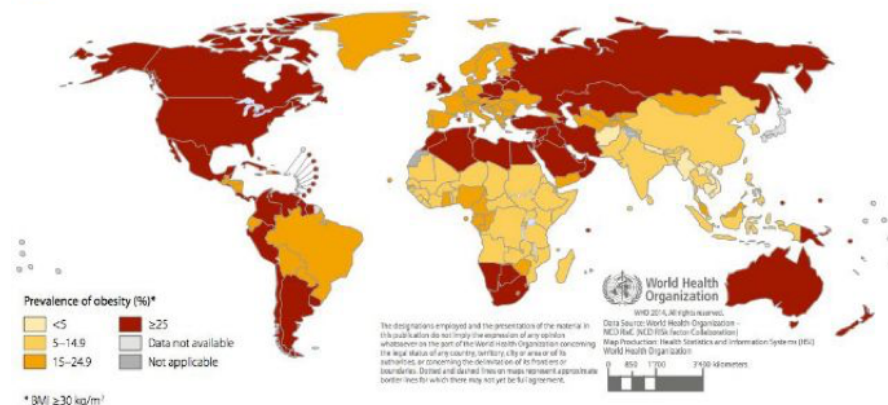 Prevalence of obesity (%)*
<5
5–14.9
15–24.9
≥25
Data not available
Not applicable
* BMI ≥30 kg/m²
The designations employed and the presentation of the material in
this publication do not imply the expression of any opinion
whatsoever on the part of the World Health Organization concerning
the legal status of any country, territory, city or area or of its
authorities, or concerning the delimitation of its frontiers or
boundaries. Dotted and dashed lines on maps represent approximate
border lines for which there may not yet be full agreement.
World Health
Organization
WHO 2014. All rights reserved.
Data Source: World Health Organization –
NCD RisC (NCD Risk Factor Collaboration)
Map Production: Health Statistics and Information Systems (HSI)
World Health Organization
0 850 1'700 kilometers